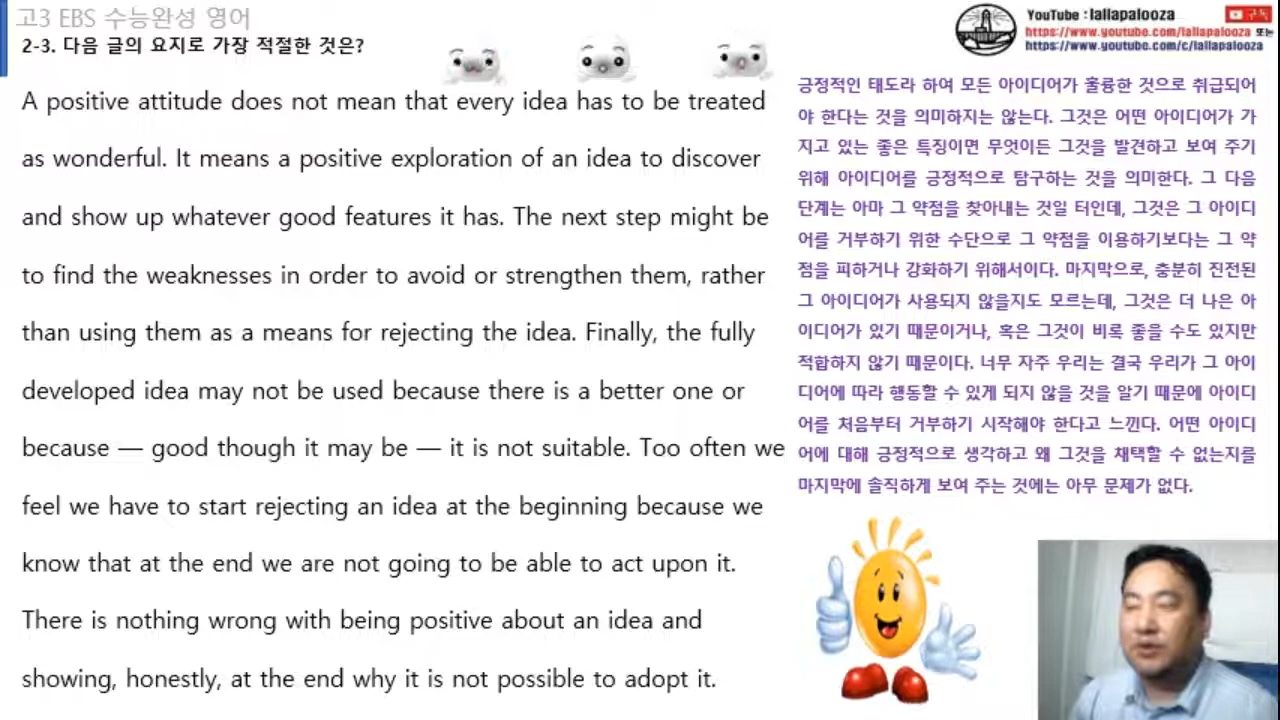 고3 EBS 수능완성 영어
2-3. 다음 글의 요지로 가장 적절한 것은?
A positive attitude does not mean that every idea has to be treated
as wonderful. It means a positive exploration of an idea to discover
and show up whatever good features it has. The next step might be
to find the weaknesses in order to avoid or strengthen them, rather
than using them as a means for rejecting the idea. Finally, the fully
developed idea may not be used because there is a better one or
because — good though it may be — it is not suitable. Too often we
feel we have to start rejecting an idea at the beginning because we
know that at the end we are not going to be able to act upon it.
There is nothing wrong with being positive about an idea and
showing, honestly, at the end why it is not possible to adopt it.
YouTube : lallapalooza
구독
https://www.youtube.com/lallapalooza 또는
https://www.youtube.com/c/lallapalooza
긍정적인 태도라 하여 모든 아이디어가 훌륭한 것으로 취급되어
야 한다는 것을 의미하지는 않는다. 그것은 어떤 아이디어가 가
지고 있는 좋은 특징이면 무엇이든 그것을 발견하고 보여 주기
위해 아이디어를 긍정적으로 탐구하는 것을 의미한다. 그 다음
단계는 아마 그 약점을 찾아내는 것일 터인데, 그것은 그 아이디
어를 거부하기 위한 수단으로 그 약점을 이용하기보다는 그 약
점을 피하거나 강화하기 위해서이다. 마지막으로, 충분히 진전된
그 아이디어가 사용되지 않을지도 모르는데, 그것은 더 나은 아
이디어가 있기 때문이거나, 혹은 그것이 비록 좋을 수도 있지만
적합하지 않기 때문이다. 너무 자주 우리는 결국 우리가 그 아이
디어에 따라 행동할 수 있게 되지 않을 것을 알기 때문에 아이디
어를 처음부터 거부하기 시작해야 한다고 느낀다. 어떤 아이디
어에 대해 긍정적으로 생각하고 왜 그것을 채택할 수 없는지를
마지막에 솔직하게 보여 주는 것에는 아무 문제가 없다.